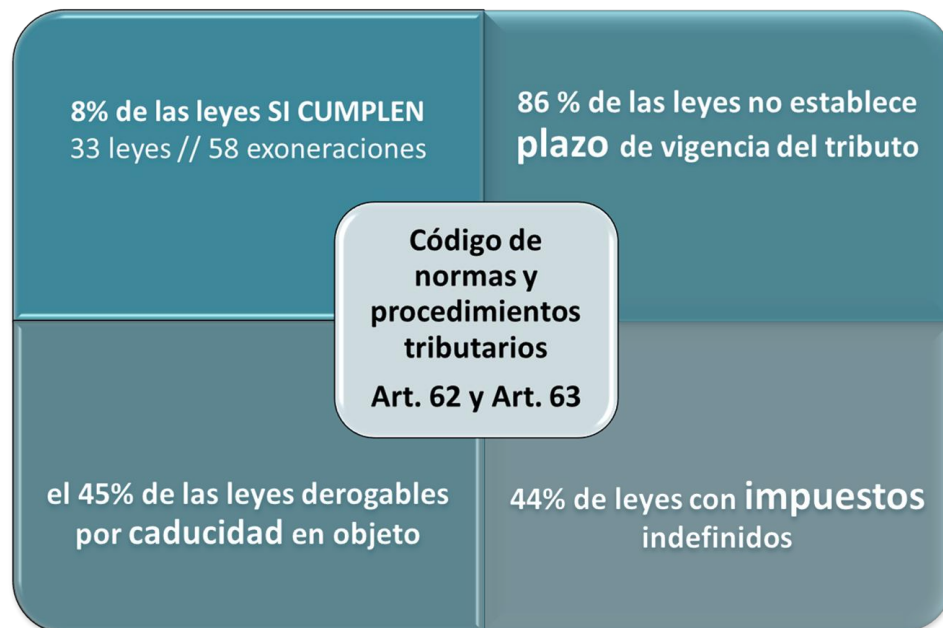 8% de las leyes SI CUMPLEN
33 leyes // 58 exoneraciones
86 % de las leyes no establece
plazo de vigencia del tributo
Código de
normas y
procedimientos
tributarios
Art. 62 y Art. 63
el 45% de las leyes derogables
por caducidad en objeto
44% de leyes con impuestos
indefinidos